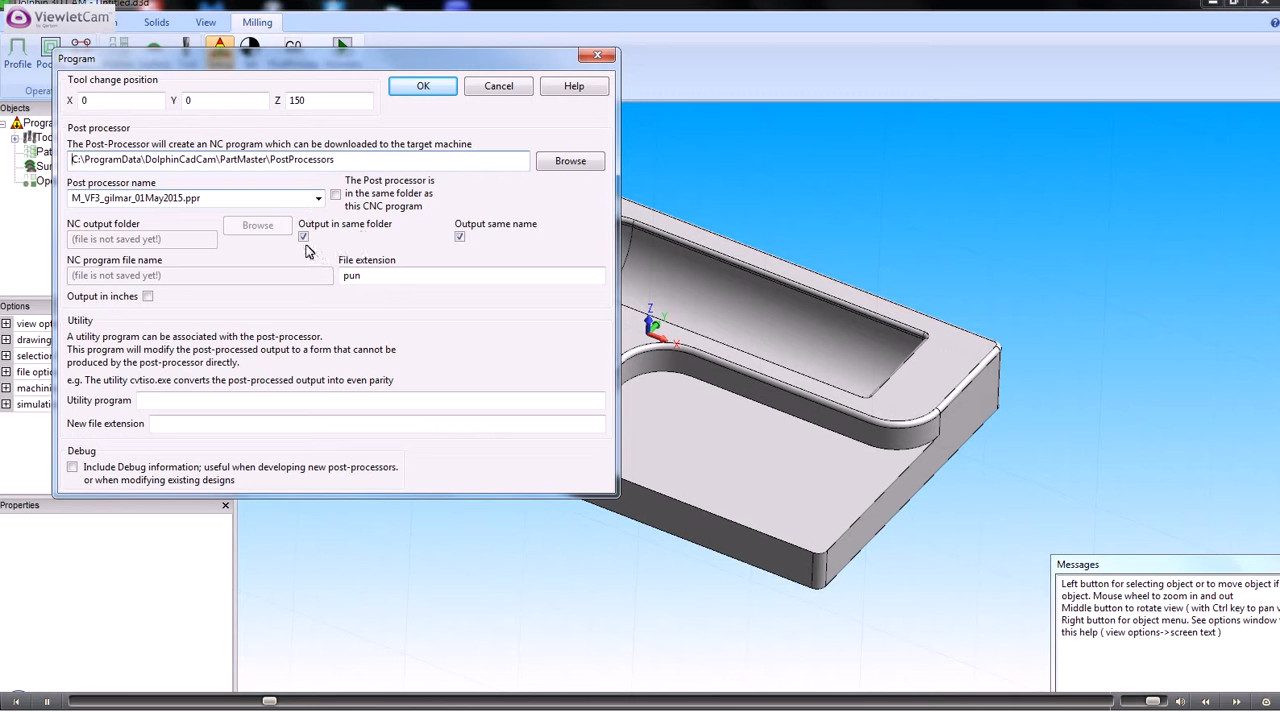 Dolphin 3D CAM - Untitled.d3d
ViewletCam
Solids
View
Milling
Profile
Program
Tool change position
X 0 Y 0 Z 150
OK
Cancel
Help
Post processor
The Post-Processor will create an NC program which can be downloaded to the target machine
C:\ProgramData\DolphinCadCam\PartMaster\PostProcessors
Browse
Post processor name
M_VF3_gilmar_01May2015.ppr
The Post processor is
in the same folder as
this CNC program
NC output folder
Browse
Output in same folder
Output same name
(file is not saved yet!)
NC program file name
File extension
(file is not saved yet!)
pun
Output in inches
Utility
A utility program can be associated with the post-processor.
This program will modify the post-processed output to a form that cannot be
produced by the post-processor directly.
e.g. The utility cvtiso.exe converts the post-processed output into even parity
Utility program
New file extension
Debug
Include Debug information; useful when developing new post-processors.
or when modifying existing designs
Objects
Options
view opt
drawing
selection
file optio
machini
simulati
Properties
Z
Y
X
Messages
Left button for selecting object or to move object if
object. Mouse wheel to zoom in and out
Middle button to rotate view ( with Ctrl key to pan v
Right button for object menu. See options window
this help ( view options->screen text )